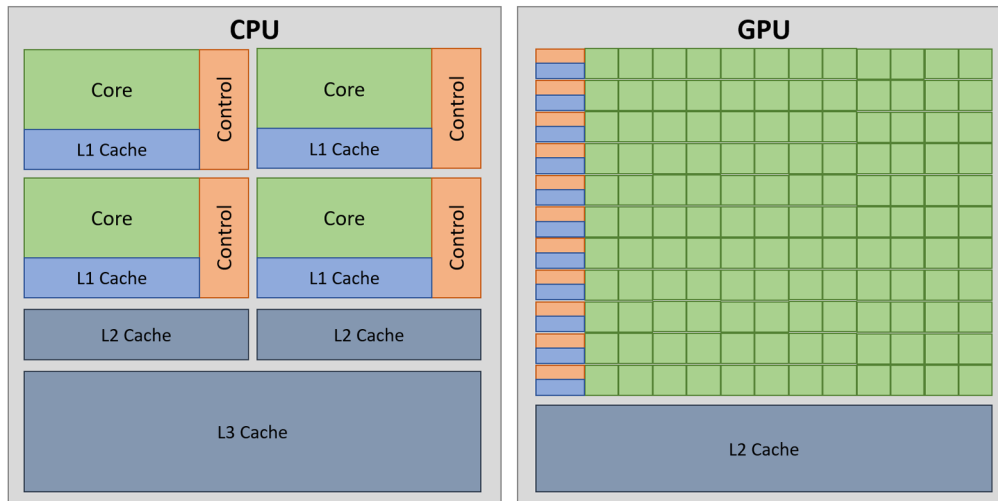 CPU
Core
L1 Cache
Control
Core
L1 Cache
Control
Core
L1 Cache
Control
Core
L1 Cache
Control
L2 Cache
L2 Cache
L3 Cache
GPU
L2 Cache